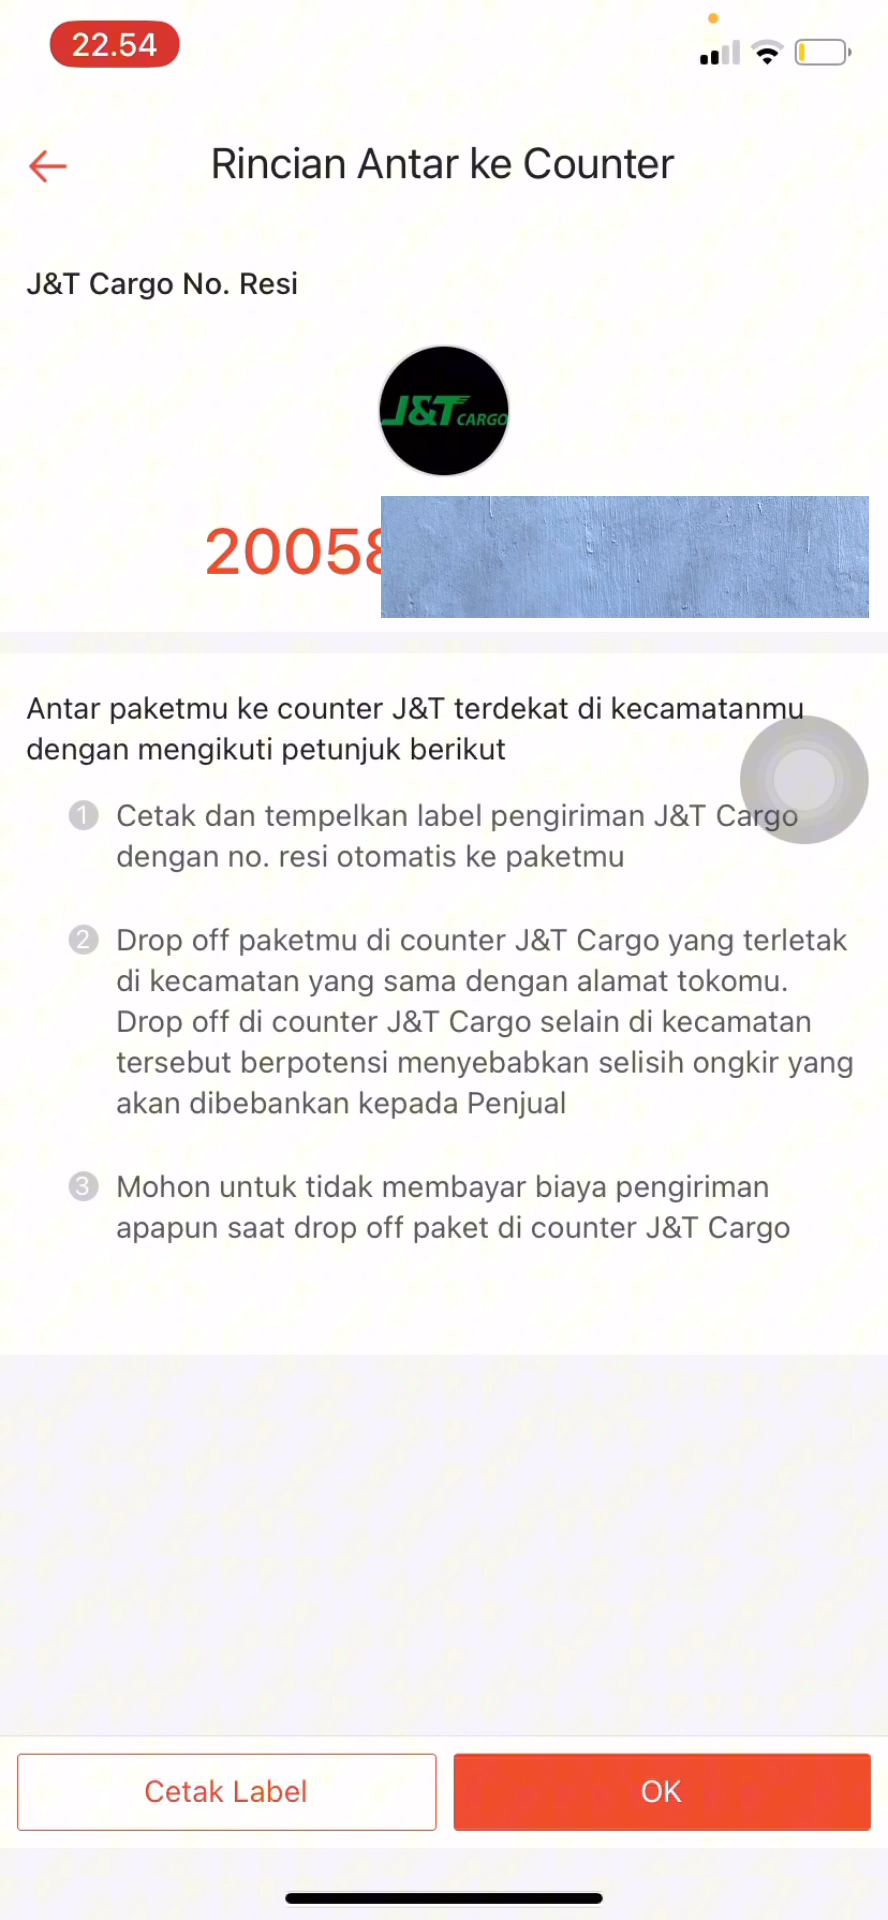 22.54
Rincian Antar ke Counter
J&T Cargo No. Resi
J&T CARGO
20058
Antar paketmu ke counter J&T terdekat di kecamatanmu
dengan mengikuti petunjuk berikut
1 Cetak dan tempelkan label pengiriman J&T Cargo
dengan no. resi otomatis ke paketmu
2 Drop off paketmu di counter J&T Cargo yang terletak
di kecamatan yang sama dengan alamat tokomu.
Drop off di counter J&T Cargo selain di kecamatan
tersebut berpotensi menyebabkan selisih ongkir yang
akan dibebankan kepada Penjual
3 Mohon untuk tidak membayar biaya pengiriman
apapun saat drop off paket di counter J&T Cargo
Cetak Label
OK